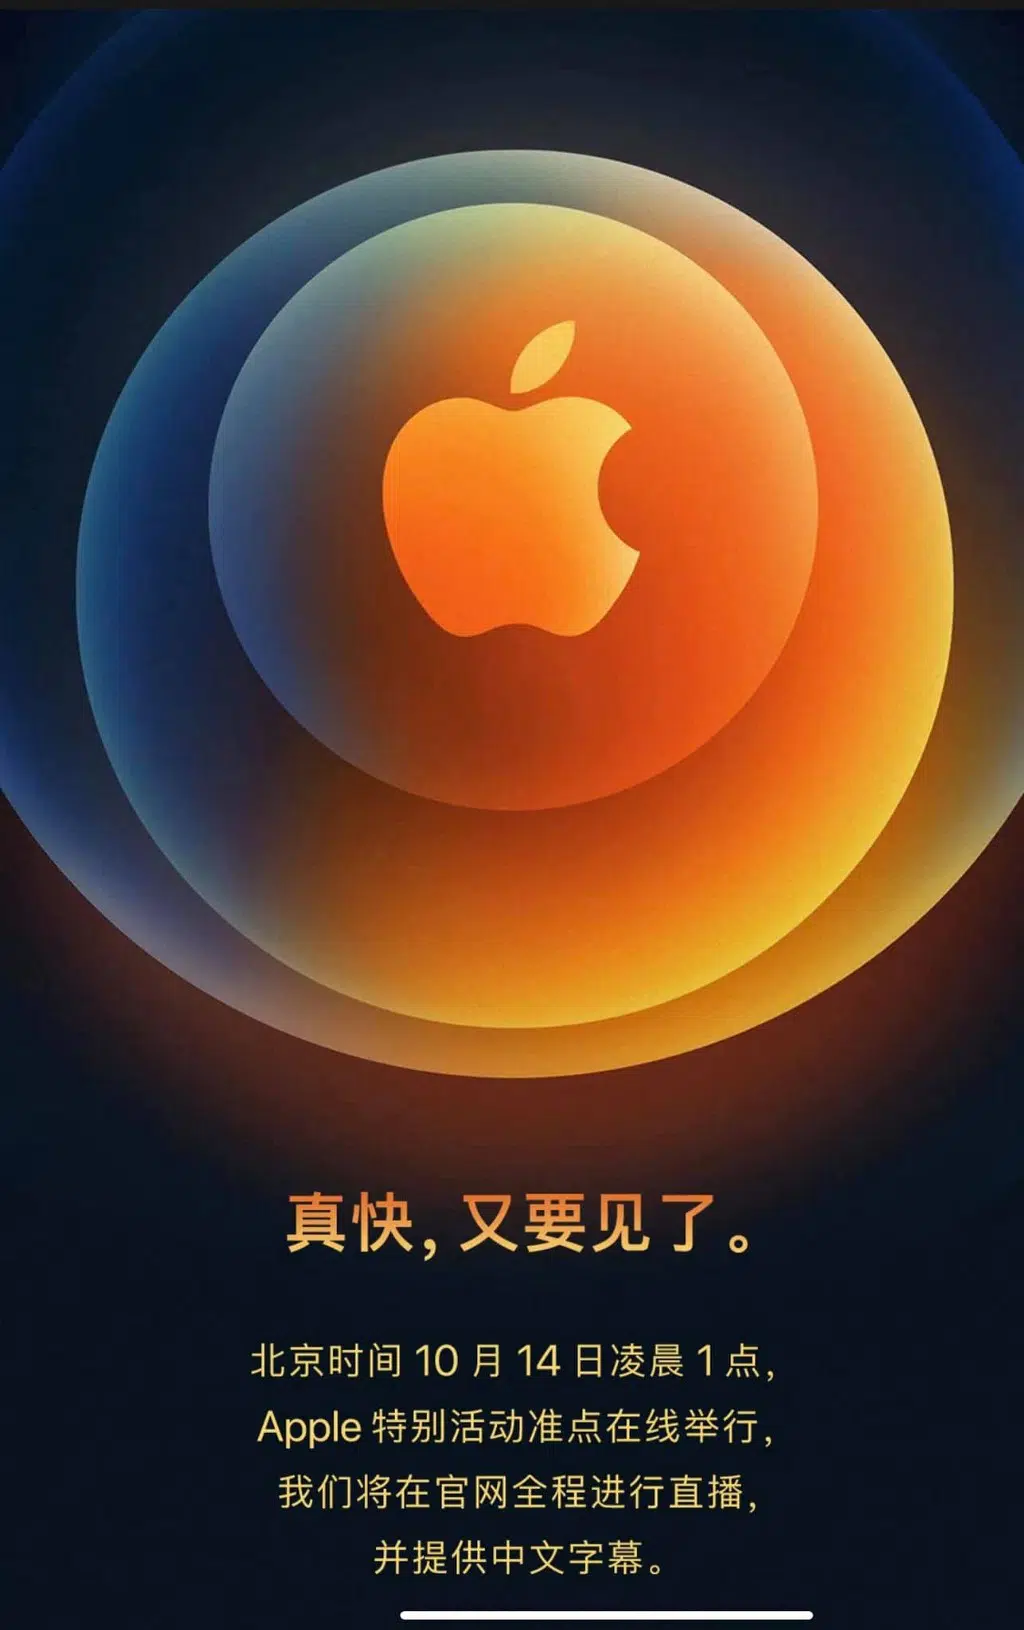 真快，又要见了。
北京时间 10 月 14 日凌晨 1 点，
Apple 特别活动准点在线举行，
我们将在官网全程进行直播，
并提供中文字幕。